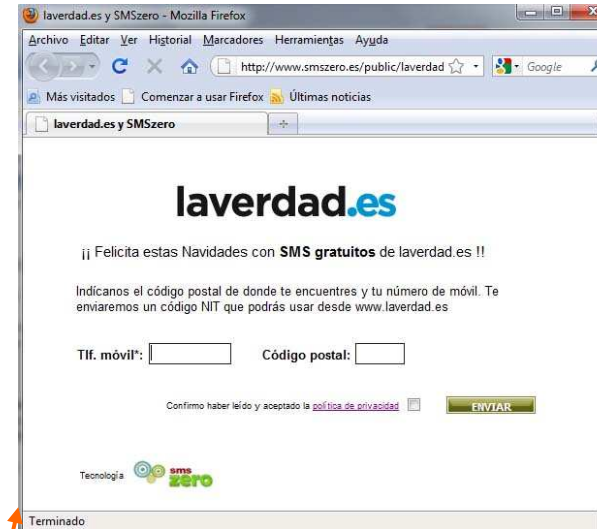 laverdad.es y SMSzero - Mozilla Firefox
Archivo Editar Ver Historial Marcadores Herramientas Ayuda
http://www.smszero.es/public/laverdad Google
Más visitados Comenzar a usar Firefox Últimas noticias
laverdad.es y SMSzero
laverdad.es
¡¡ Felicita estas Navidades con SMS gratuitos de laverdad.es !!
Indícanos el código postal de donde te encuentres y tu número de móvil. Te
enviaremos un código NIT que podrás usar desde www.laverdad.es
Tlf. móvil*: Código postal:
Confirmo haber leído y aceptado la política de privacidad ENVIAR
Tecnología sms
zero
Terminado